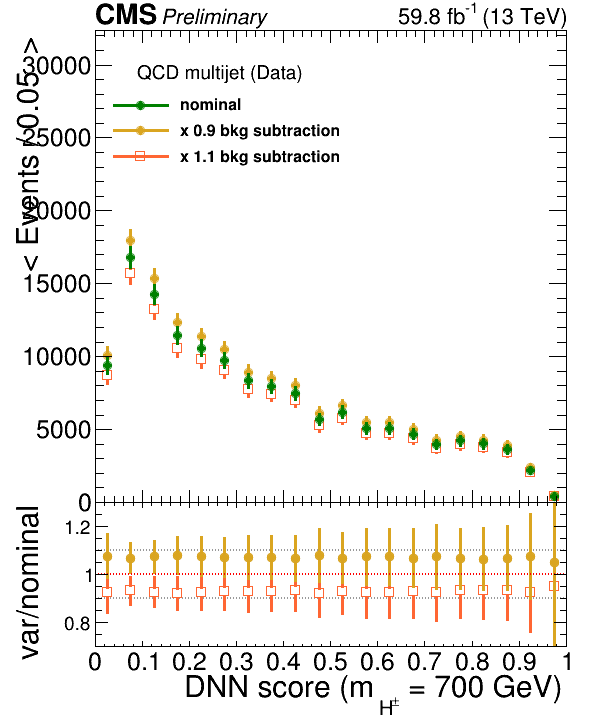 CMS Preliminary 59.8 fb-1 (13 TeV)
< Events / 0.05 >
30000
25000
20000
15000
10000
5000
0
QCD multijet (Data)
nominal
x 0.9 bkg subtraction
x 1.1 bkg subtraction
var/nominal
1.2
1
0.8
0 0.1 0.2 0.3 0.4 0.5 0.6 0.7 0.8 0.9 1
DNN score (m H± = 700 GeV)